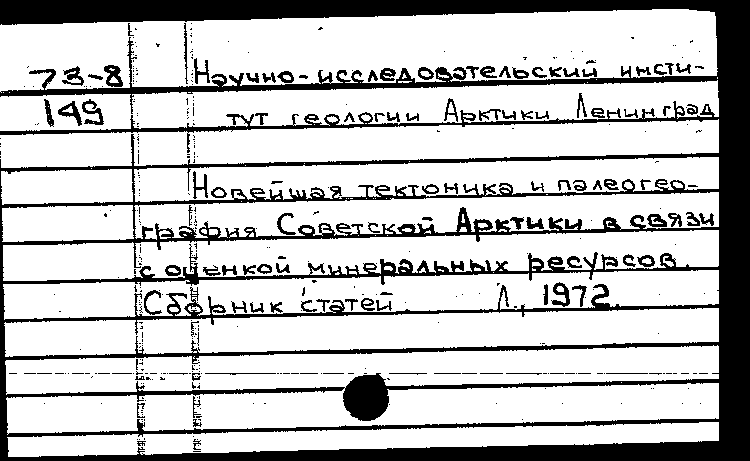 73-8 Научно-исследовательский инсти-
149 тут геологии Арктики Ленинград
Новейшая тектоника и палеогео-
графия Советской Арктики в связи
с оценкой минеральных ресурсов.
Сборник статей. Л., 1972.